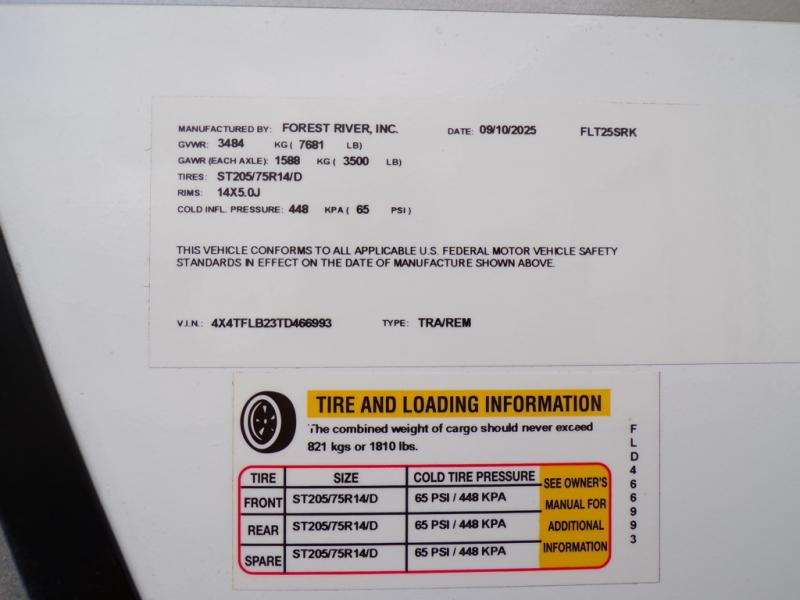 MANUFACTURED BY: FOREST RIVER, INC. DATE: 09/10/2025 FLT25SRK
GVWR: 3484 KG ( 7681 LB)
GAWR (EACH AXLE): 1588 KG ( 3500 LB)
TIRES: ST205/75R14/D
RIMS: 14X5.0J
COLD INFL. PRESSURE: 448 KPA ( 65 PSI )
THIS VEHICLE CONFORMS TO ALL APPLICABLE U.S. FEDERAL MOTOR VEHICLE SAFETY
STANDARDS IN EFFECT ON THE DATE OF MANUFACTURE SHOWN ABOVE.
V.I.N.: 4X4TFLB23TD466993 TYPE: TRA/REM
TIRE AND LOADING INFORMATION
The combined weight of cargo should never exceed
821 kgs or 1810 lbs.
TIRE SIZE COLD TIRE PRESSURE
FRONT ST205/75R14/D 65 PSI / 448 KPA
REAR ST205/75R14/D 65 PSI / 448 KPA
SPARE ST205/75R14/D 65 PSI / 448 KPA
SEE OWNER'S
MANUAL FOR
ADDITIONAL
INFORMATION
FLD466993